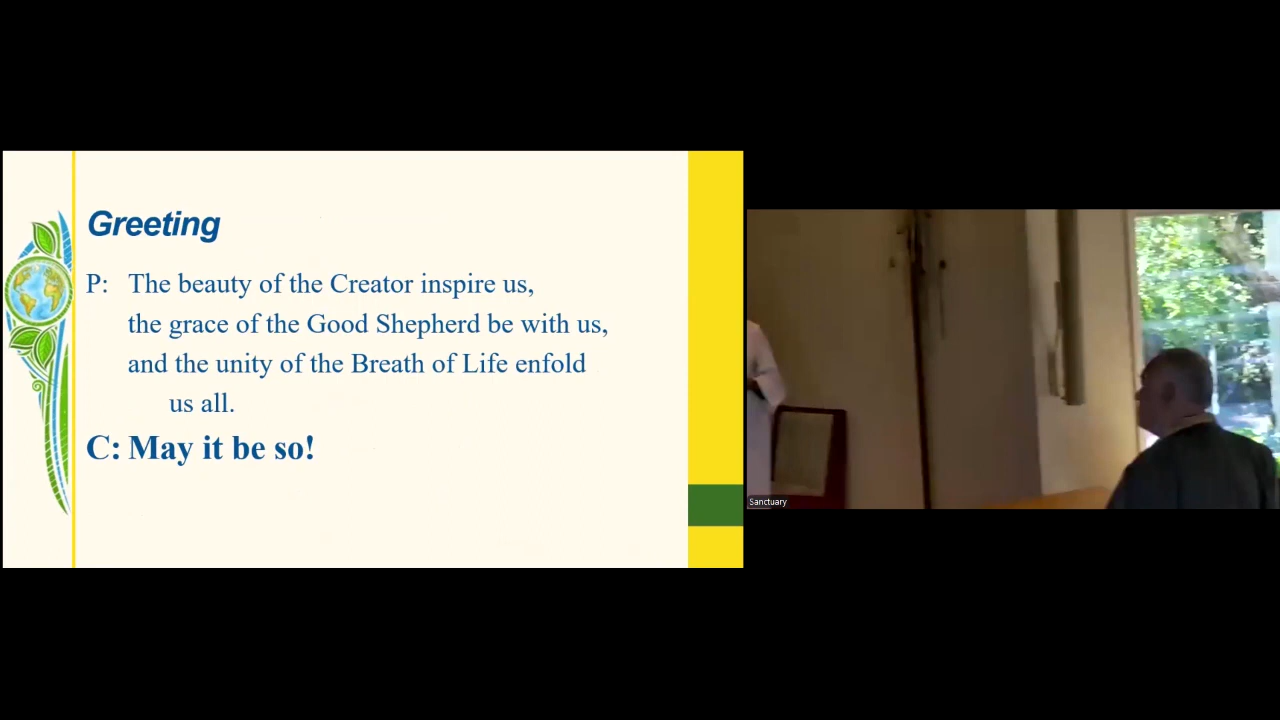 Greeting
P: The beauty of the Creator inspire us,
the grace of the Good Shepherd be with us,
and the unity of the Breath of Life enfold
us all.
C: May it be so!
Sanctuary